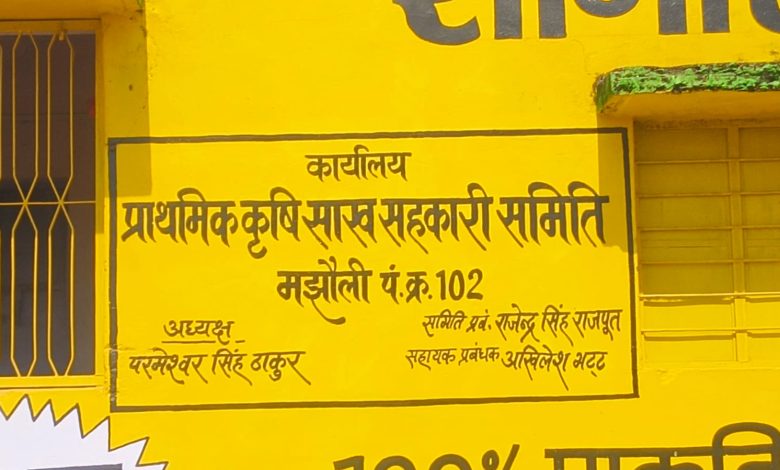 कार्यालय
प्राथमिक कृषि साख सहकारी समिति
मझौली पं.क्र. 102
अध्यक्ष
परमेश्वर सिंह ठाकुर
समिति प्रबं. राजेन्द्र सिंह राजपूत
सहायक प्रबंधक अखिलेश भट्ट
100%